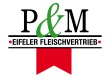 P&M
• EIFELER FLEISCHVERTRIEB •